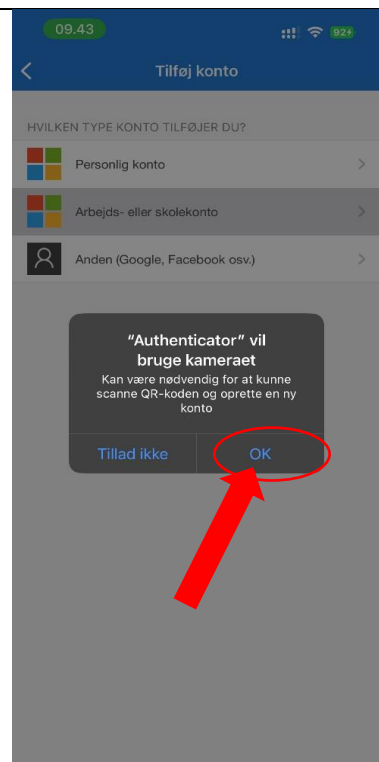 09.43
92+
Tilføj konto
HVILKEN TYPE KONTO TILFØJER DU?
Personlig konto
Arbejds- eller skolekonto
Anden (Google, Facebook osv.)
"Authenticator" vil
bruge kameraet
Kan være nødvendig for at kunne
scanne QR-koden og oprette en ny
konto
Tillad ikke
OK